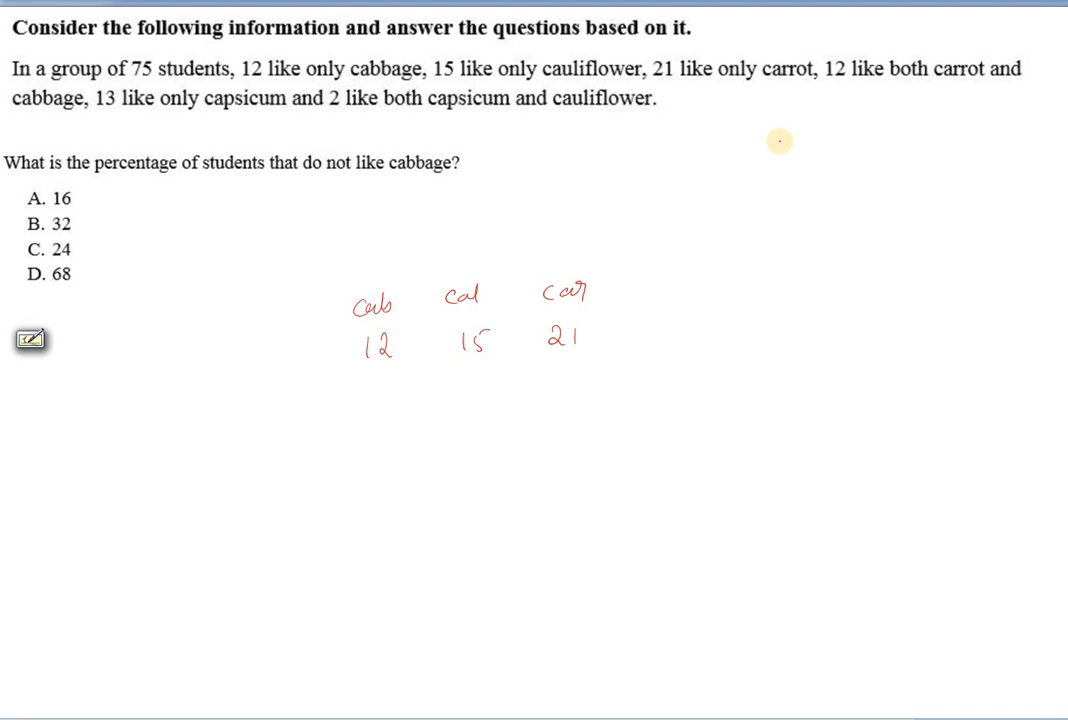 Consider the following information and answer the questions based on it.
In a group of 75 students, 12 like only cabbage, 15 like only cauliflower, 21 like only carrot, 12 like both carrot and
cabbage, 13 like only capsicum and 2 like both capsicum and cauliflower.
What is the percentage of students that do not like cabbage?
A. 16
B. 32
C. 24
D. 68
cab cal car
12 15 21